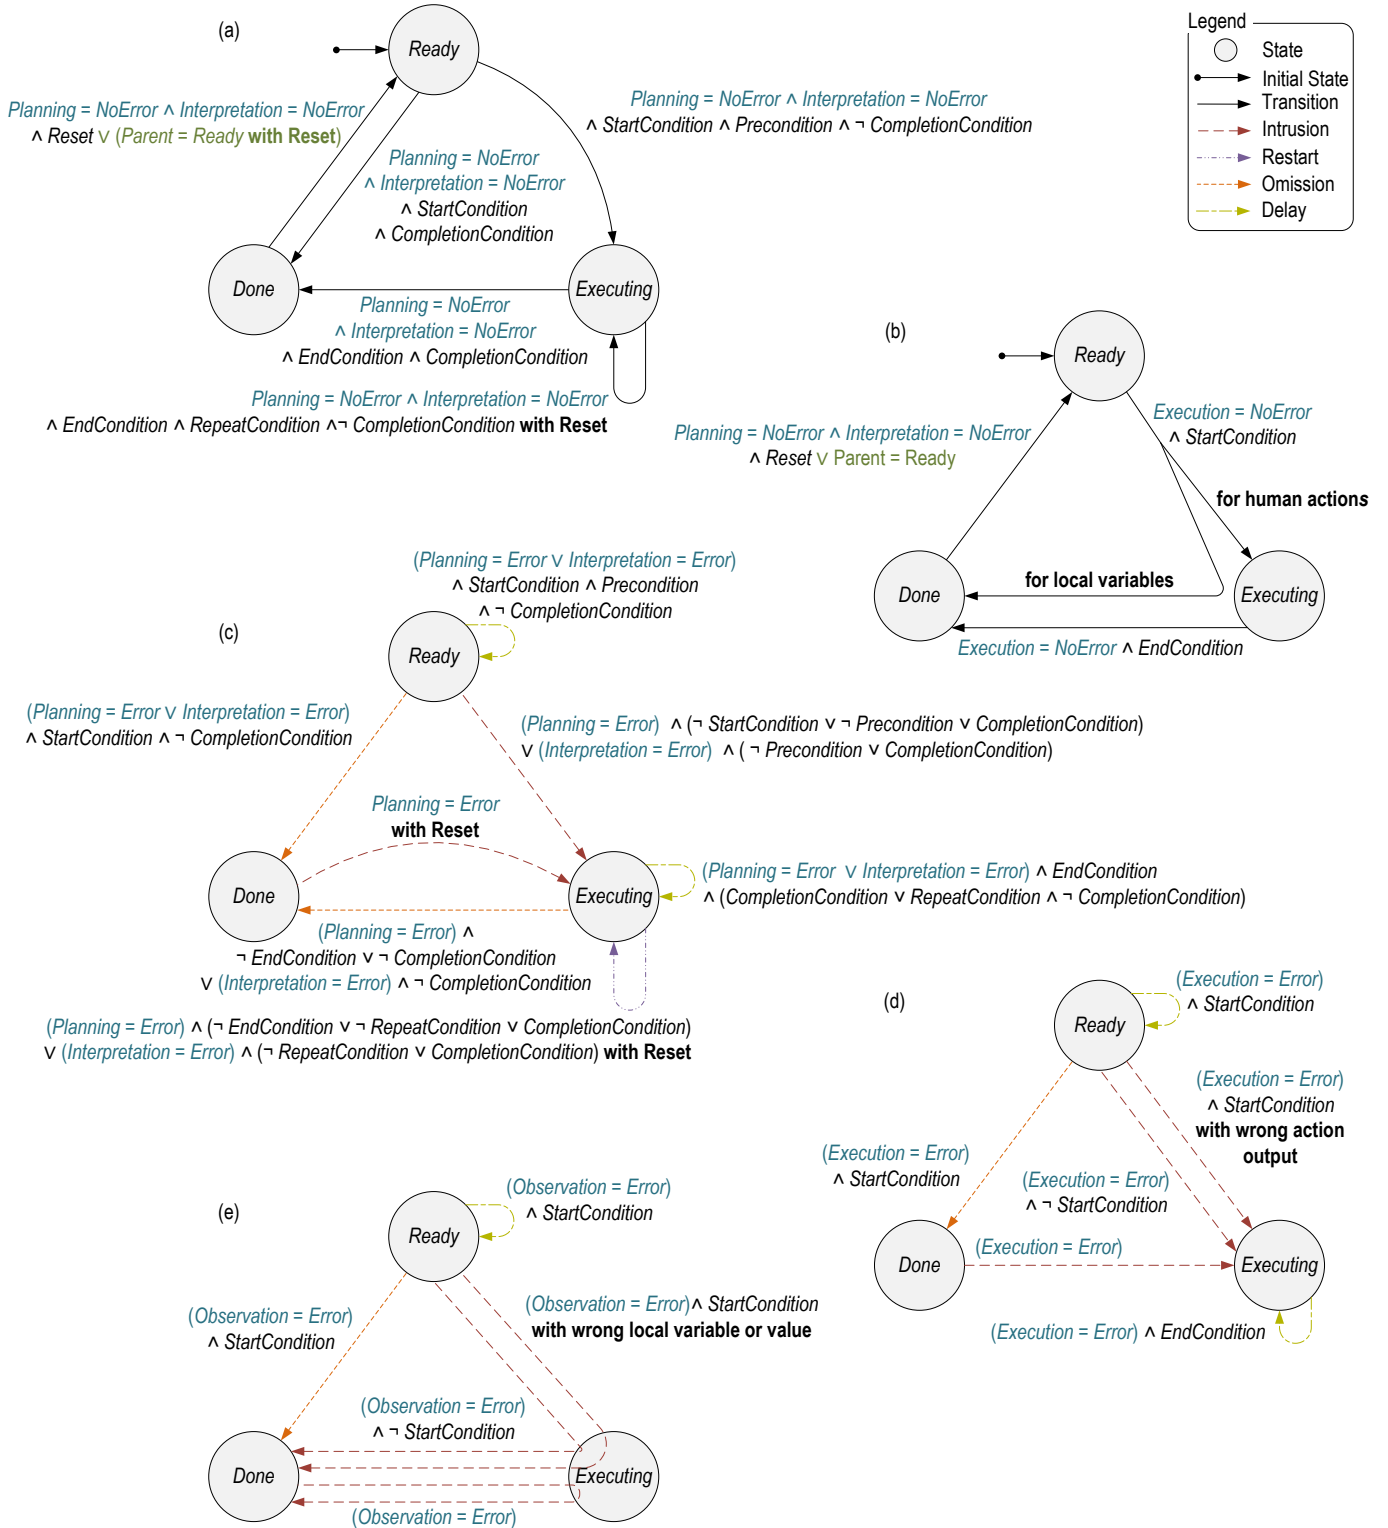 (a)
Ready
Planning = NoError ∧ Interpretation = NoError
∧ Reset ∨ (Parent = Ready with Reset)
Planning = NoError ∧ Interpretation = NoError
∧ StartCondition ∧ Precondition ∧ ¬ CompletionCondition
Planning = NoError
∧ Interpretation = NoError
∧ StartCondition
∧ CompletionCondition
Done
Executing
Planning = NoError
∧ Interpretation = NoError
∧ EndCondition ∧ CompletionCondition
Planning = NoError ∧ Interpretation = NoError
∧ EndCondition ∧ RepeatCondition ∧¬ CompletionCondition with Reset
Legend
State
Initial State
Transition
Intrusion
Restart
Omission
Delay
(b)
Ready
Execution = NoError
∧ StartCondition
Planning = NoError ∧ Interpretation = NoError
∧ Reset ∨ Parent = Ready
for human actions
for local variables
Done
Executing
Execution = NoError ∧ EndCondition
(c)
(Planning = Error ∨ Interpretation = Error)
∧ StartCondition ∧ Precondition
∧ ¬ CompletionCondition
Ready
(Planning = Error ∨ Interpretation = Error)
∧ StartCondition ∧ ¬ CompletionCondition
(Planning = Error) ∧ (¬ StartCondition ∨ ¬ Precondition ∨ CompletionCondition)
∨ (Interpretation = Error) ∧ (¬ Precondition ∨ CompletionCondition)
Planning = Error
with Reset
Done
Executing
(Planning = Error ∨ Interpretation = Error) ∧ EndCondition
∧ (CompletionCondition ∨ RepeatCondition ∧ ¬ CompletionCondition)
(Planning = Error) ∧
¬ EndCondition ∨ ¬ CompletionCondition
∨ (Interpretation = Error) ∧ ¬ CompletionCondition
(Planning = Error) ∧ (¬ EndCondition ∨ ¬ RepeatCondition ∨ CompletionCondition)
∨ (Interpretation = Error) ∧ (¬ RepeatCondition ∨ CompletionCondition) with Reset
(d)
Ready
(Execution = Error)
∧ StartCondition
(Execution = Error)
∧ StartCondition
with wrong action
output
(Execution = Error)
∧ StartCondition
(Execution = Error)
∧ ¬ StartCondition
Done
(Execution = Error)
Executing
(Execution = Error) ∧ EndCondition
(e)
Ready
(Observation = Error)
∧ StartCondition
(Observation = Error)
∧ StartCondition
(Observation = Error)∧ StartCondition
with wrong local variable or value
(Observation = Error)
∧ ¬ StartCondition
Done
Executing
(Observation = Error)